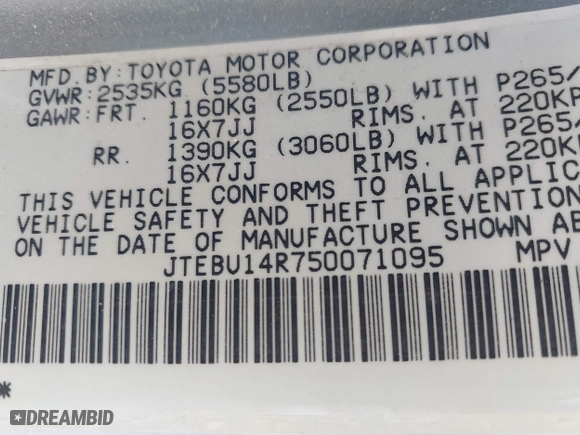 MFD. BY: TOYOTA MOTOR CORPORATION
GVWR: 2535KG (5580LB)
GAWR: FRT. 1160KG (2550LB) WITH P265/
16X7JJ RIMS. AT 220KP
RR. 1390KG (3060LB) WITH P265/
16X7JJ RIMS. AT 220K
THIS VEHICLE CONFORMS TO ALL APPLIC
VEHICLE SAFETY AND THEFT PREVENTION
ON THE DATE OF MANUFACTURE SHOWN AB
JTEBU14R750071095 MPV
*
DREAMBID